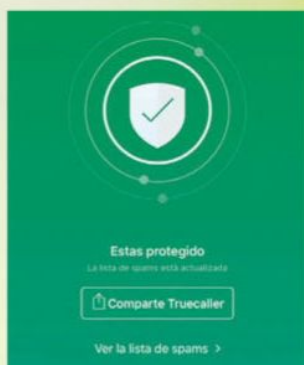 Estas protegido
La lista de spams está actualizada
Comparte Truecaller
Ver la lista de spams >